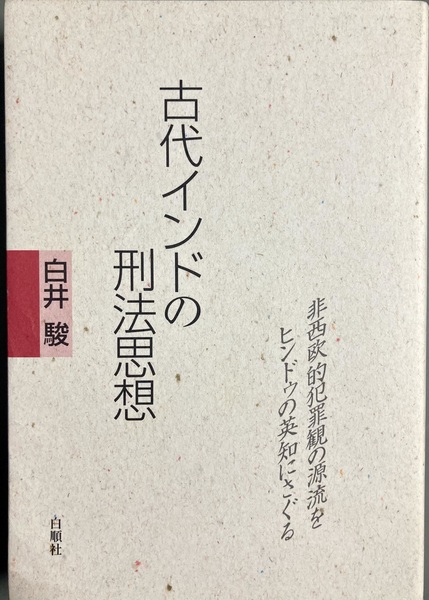 非西欧的犯罪観の源流を
ヒンドゥの英知にさぐる
古代インドの
刑法思想
白井 駿
白順社